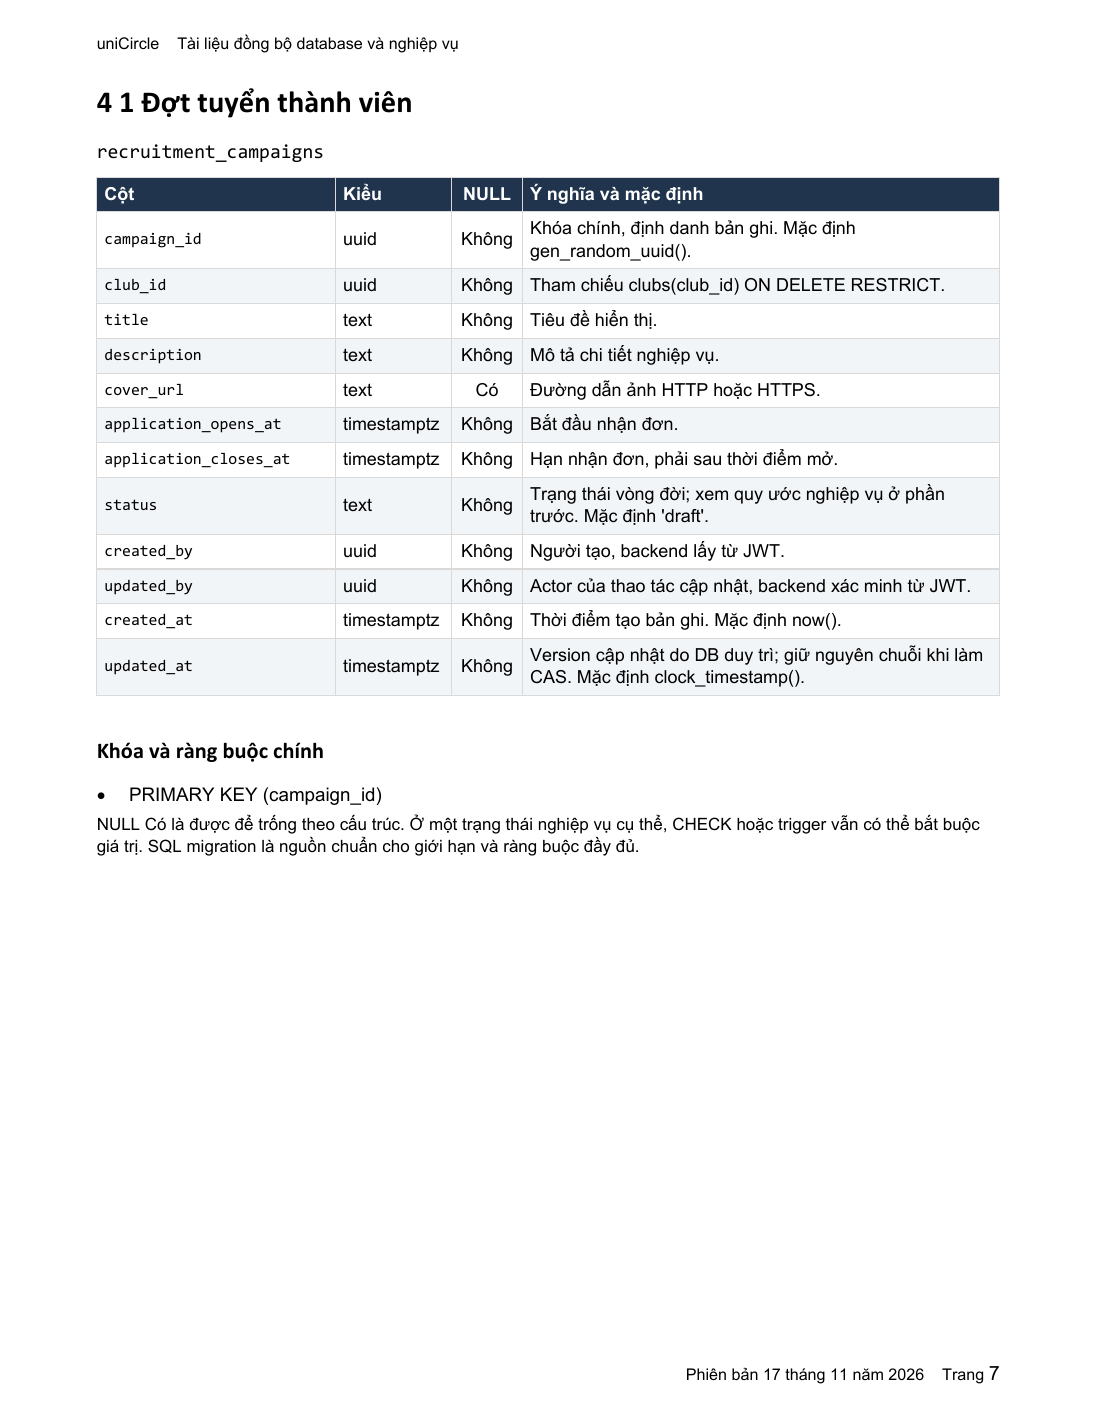 uniCircle Tài liệu đồng bộ database và nghiệp vụ
4 1 Đợt tuyển thành viên
recruitment_campaigns
Cột Kiểu NULL Ý nghĩa và mặc định
campaign_id uuid Không Khóa chính, định danh bản ghi. Mặc định
gen_random_uuid().
club_id uuid Không Tham chiếu clubs(club_id) ON DELETE RESTRICT.
title text Không Tiêu đề hiển thị.
description text Không Mô tả chi tiết nghiệp vụ.
cover_url text Có Đường dẫn ảnh HTTP hoặc HTTPS.
application_opens_at timestamptz Không Bắt đầu nhận đơn.
application_closes_at timestamptz Không Hạn nhận đơn, phải sau thời điểm mở.
status text Không Trạng thái vòng đời; xem quy ước nghiệp vụ ở phần
trước. Mặc định 'draft'.
created_by uuid Không Người tạo, backend lấy từ JWT.
updated_by uuid Không Actor của thao tác cập nhật, backend xác minh từ JWT.
created_at timestamptz Không Thời điểm tạo bản ghi. Mặc định now().
updated_at timestamptz Không Version cập nhật do DB duy trì; giữ nguyên chuỗi khi làm
CAS. Mặc định clock_timestamp().
Khóa và ràng buộc chính
• PRIMARY KEY (campaign_id)
NULL Có là được để trống theo cấu trúc. Ở một trạng thái nghiệp vụ cụ thể, CHECK hoặc trigger vẫn có thể bắt buộc
giá trị. SQL migration là nguồn chuẩn cho giới hạn và ràng buộc đầy đủ.
Phiên bản 17 tháng 11 năm 2026 Trang 7